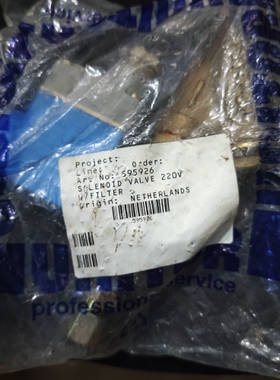 Project:
Line: Order:
Art No: 595926
SOLENOID VALVE 220V
W/FILTER
Origin: NETHERLANDS
595926
service
professional